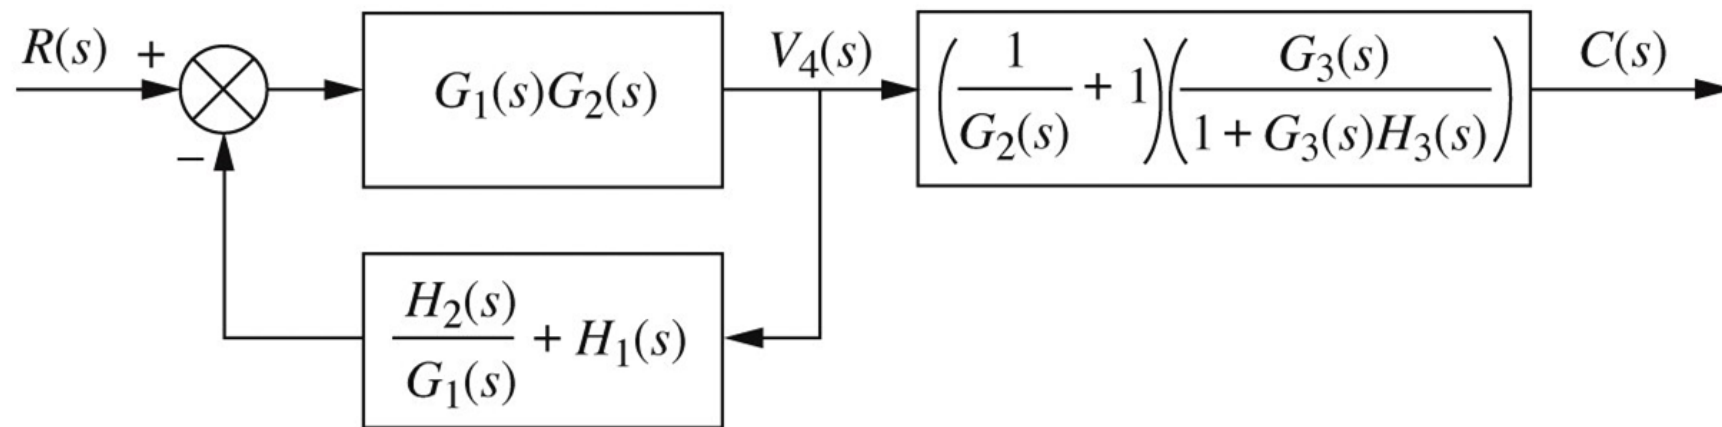 R(s) + G₁(s)G₂(s) V₄(s) (1/G₂(s) + 1)(G₃(s)/(1 + G₃(s)H₃(s))) C(s)
−
H₂(s)/G₁(s) + H₁(s)